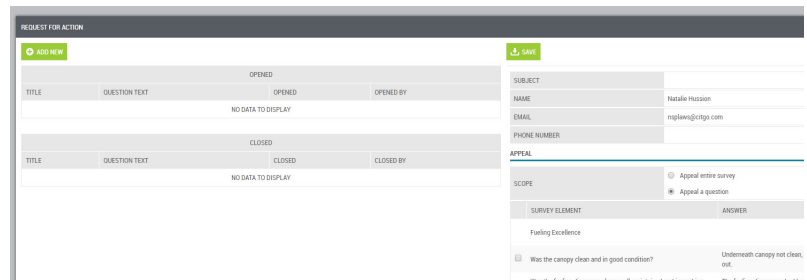 REQUEST FOR ACTION
ADD NEW
OPENED
TITLE QUESTION TEXT OPENED OPENED BY
NO DATA TO DISPLAY
CLOSED
TITLE QUESTION TEXT CLOSED CLOSED BY
NO DATA TO DISPLAY
SAVE
SUBJECT
NAME Natalie Hussion
EMAIL nsplaws@citgo.com
PHONE NUMBER
APPEAL
SCOPE
Appeal entire survey
Appeal a question
SURVEY ELEMENT ANSWER
Fueling Excellence
Was the canopy clean and in good condition? Underneath canopy not clean,
out.